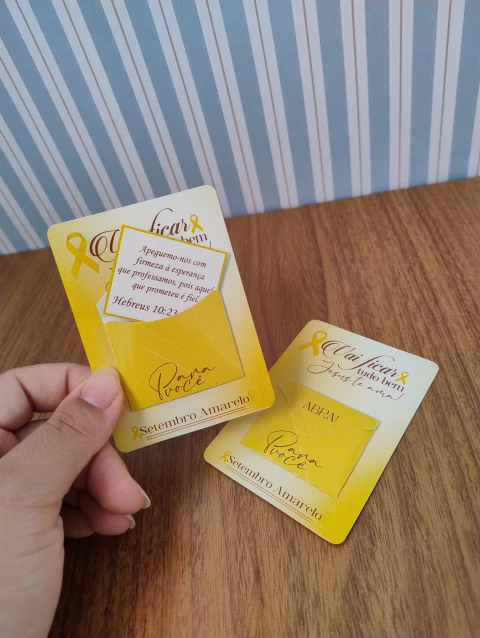 Vai ficar
tudo bem
Apeguemo-nos com
firmeza à esperança
que professamos, pois aquele
que prometeu é fiel.
Hebreus 10:23
Para
você
Setembro Amarelo
Vai ficar
tudo bem
Jesus te ama!
ABRA!
Para
você
Setembro Amarelo